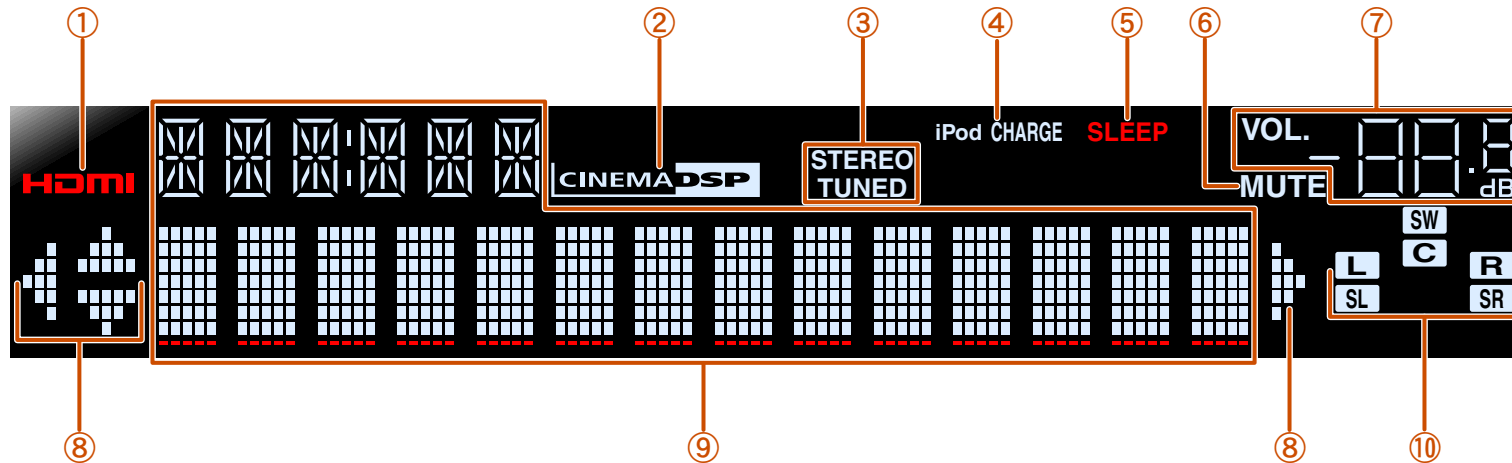 ① ② ③ ④ ⑤ ⑥ ⑦
HDMI
CINEMA DSP
STEREO
TUNED
iPod CHARGE
SLEEP
VOL.
MUTE
dB
SW
C
L R
SL SR
⑧ ⑨ ⑧ ⑩